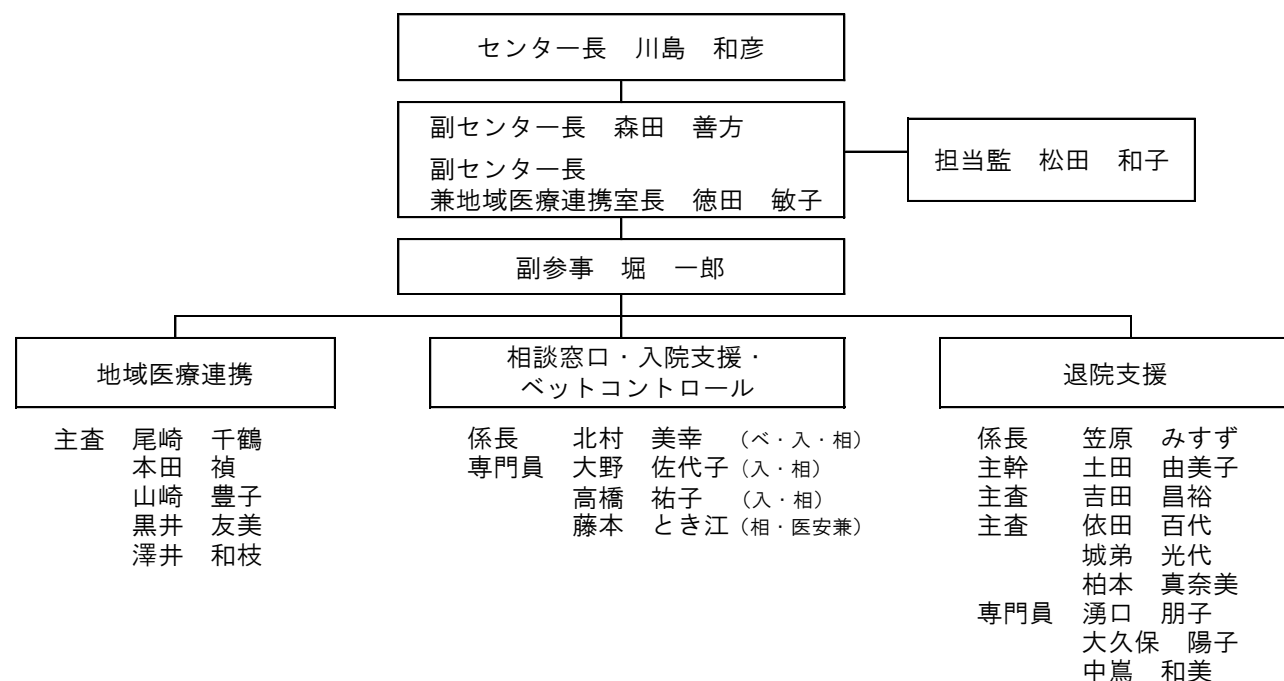 センター長 川島 和彦
副センター長 森田 善方
副センター長
兼地域医療連携室長 徳田 敏子
担当監 松田 和子
副参事 堀 一郎
地域医療連携
主査 尾崎 千鶴
本田 禎
山崎 豊子
黒井 友美
澤井 和枝
相談窓口・入院支援・
ベットコントロール
係長 北村 美幸 (ベ・入・相)
専門員 大野 佐代子 (入・相)
高橋 祐子 (入・相)
藤本 とき江 (相・医安兼)
退院支援
係長 笠原 みすず
主幹 土田 由美子
主査 吉田 昌裕
主査 依田 百代
城弟 光代
柏本 真奈美
専門員 湧口 朋子
大久保 陽子
中嶌 和美